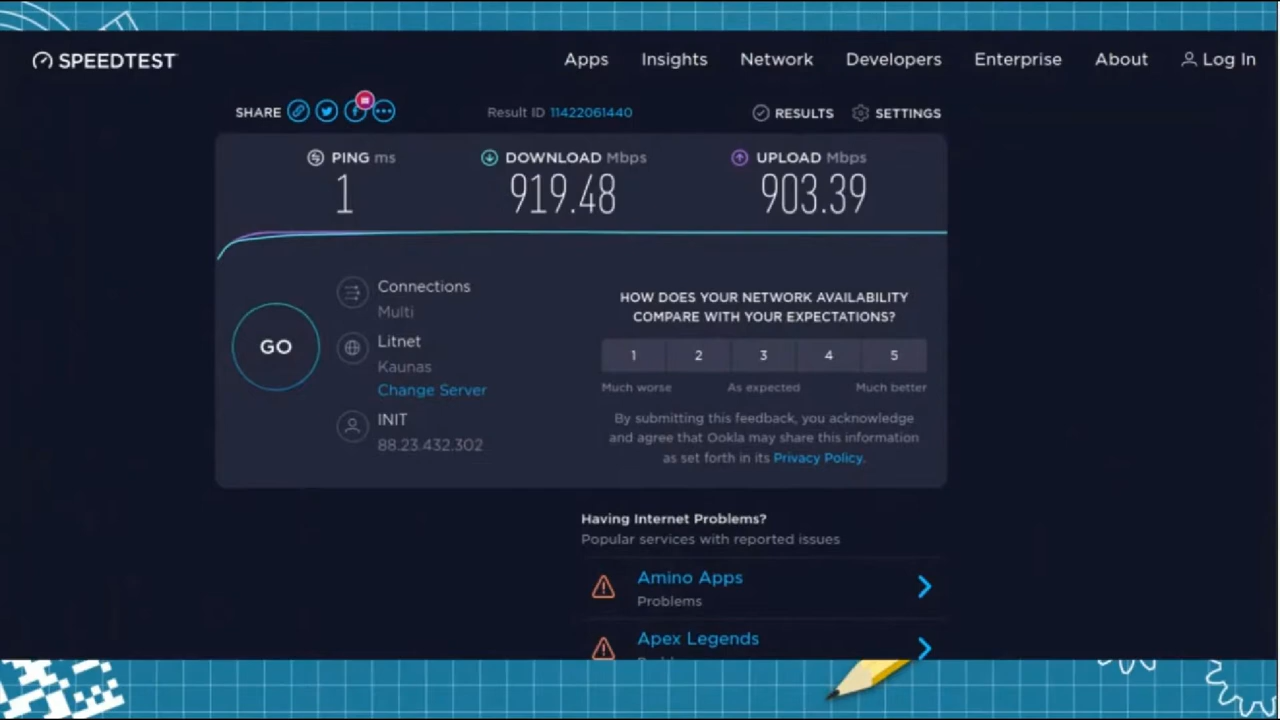 SPEEDTEST
Apps Insights Network Developers Enterprise About Log In
SHARE
Result ID 11422061440
RESULTS SETTINGS
PING ms
1
DOWNLOAD Mbps
919.48
UPLOAD Mbps
903.39
GO
Connections
Multi
Litnet
Kaunas
Change Server
INIT
88.23.432.302
HOW DOES YOUR NETWORK AVAILABILITY
COMPARE WITH YOUR EXPECTATIONS?
1 2 3 4 5
Much worse As expected Much better
By submitting this feedback, you acknowledge
and agree that Ookla may share this information
as set forth in its Privacy Policy.
Having Internet Problems?
Popular services with reported issues
Amino Apps
Problems
Apex Legends